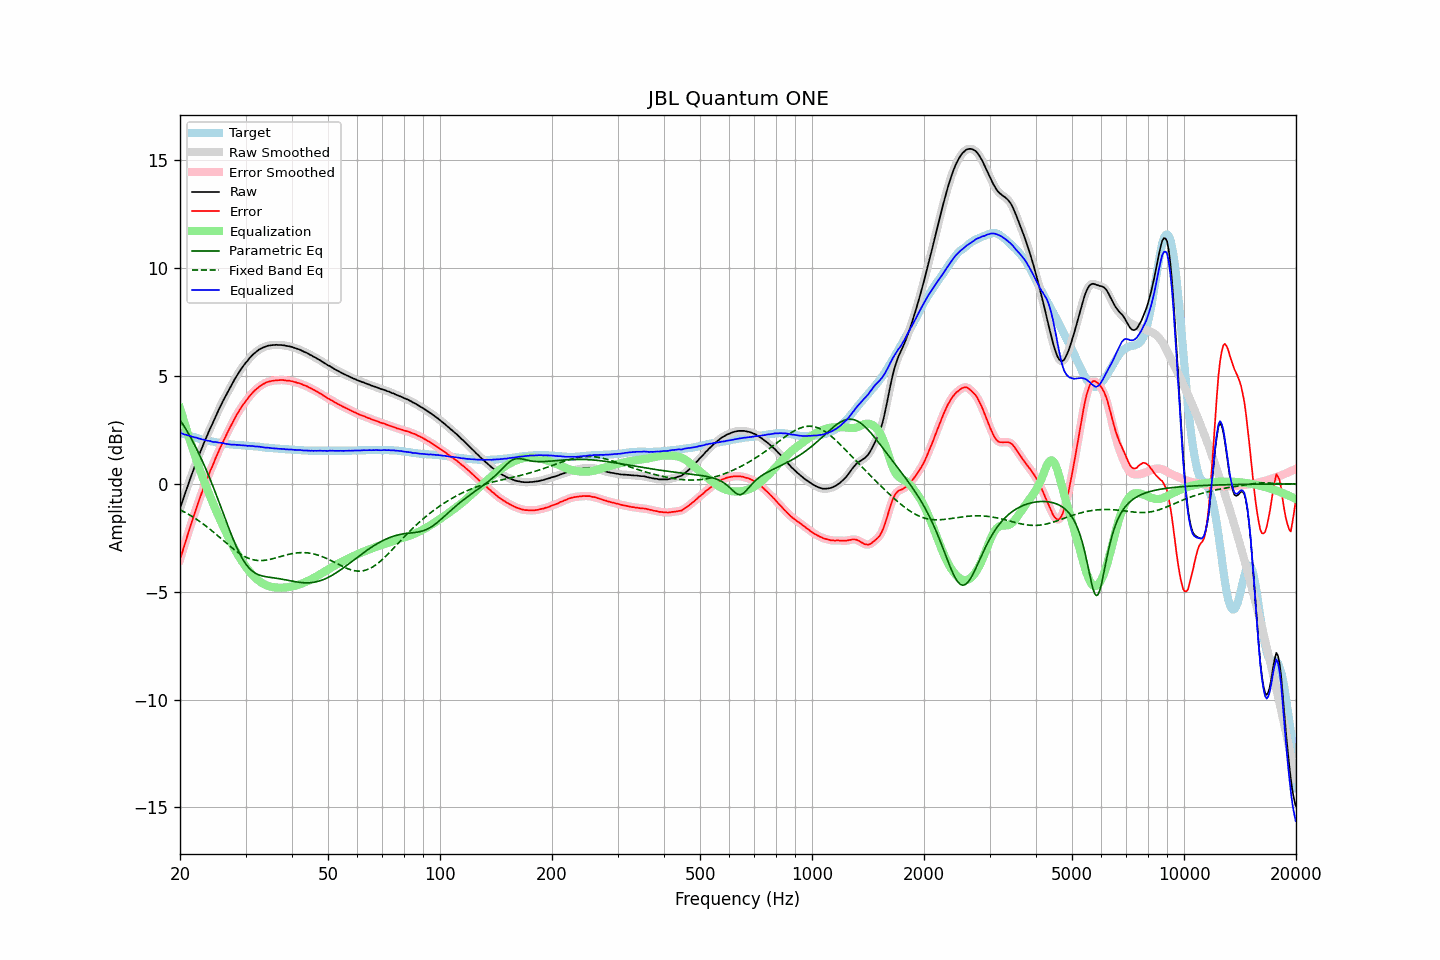 JBL Quantum ONE
Target
Raw Smoothed
Error Smoothed
Raw
Error
Equalization
Parametric Eq
Fixed Band Eq
Equalized
15
10
5
0
−5
−10
−15
Amplitude (dBr)
20 50 100 200 500 1000 2000 5000 10000 20000
Frequency (Hz)